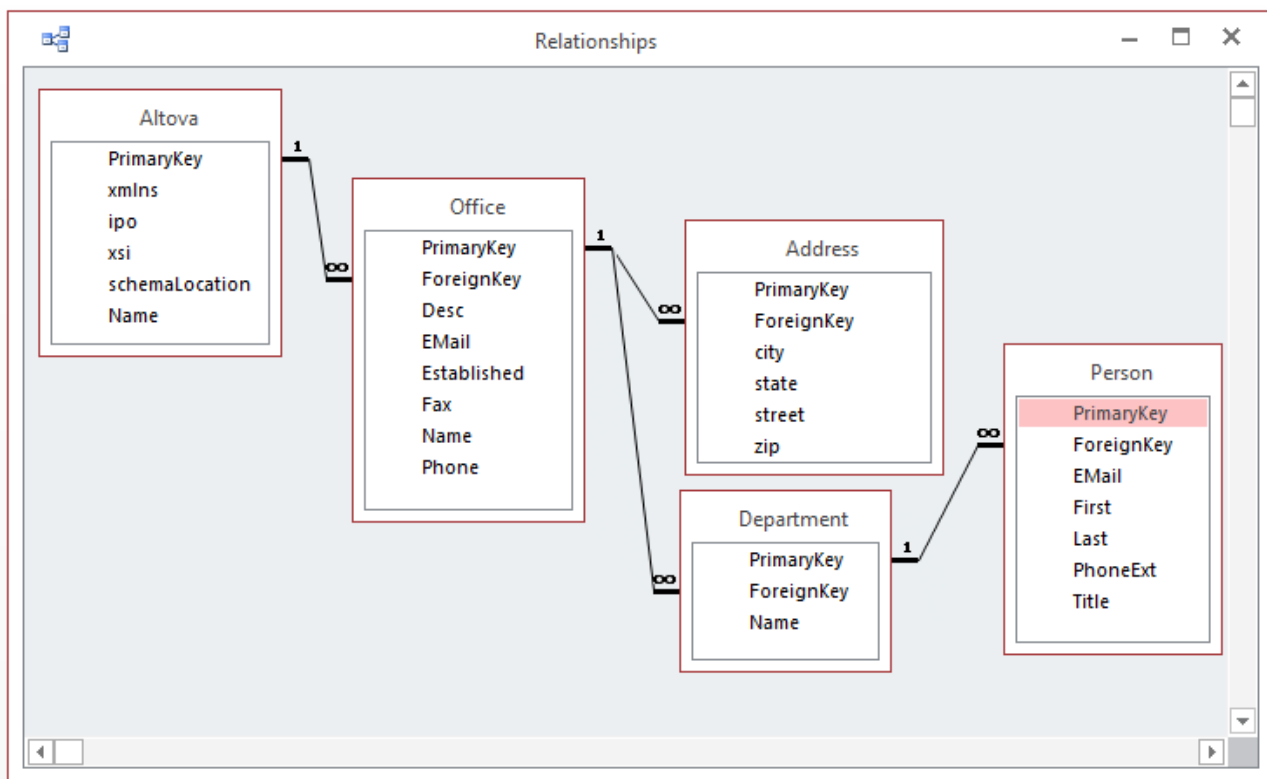 Relationships
Altova
PrimaryKey
xmlns
ipo
xsi
schemaLocation
Name
1
∞
Office
PrimaryKey
ForeignKey
Desc
EMail
Established
Fax
Name
Phone
1
∞
∞
Address
PrimaryKey
ForeignKey
city
state
street
zip
Department
PrimaryKey
ForeignKey
Name
1
∞
Person
PrimaryKey
ForeignKey
EMail
First
Last
PhoneExt
Title